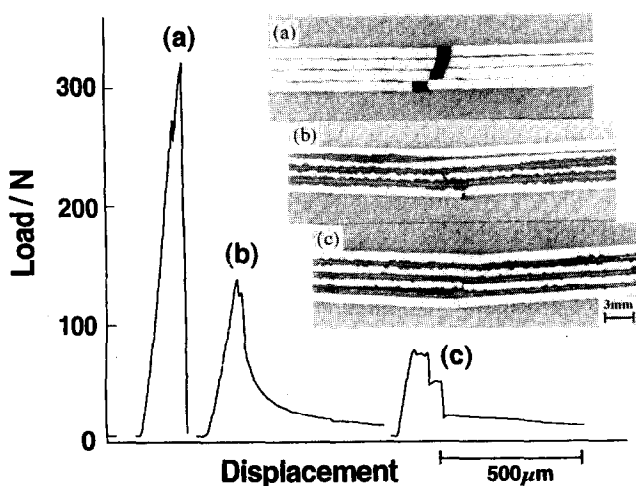 Load / N
300
200
100
0
(a)
(b)
(c)
(a)
(b)
(c)
3mm
Displacement
500μm